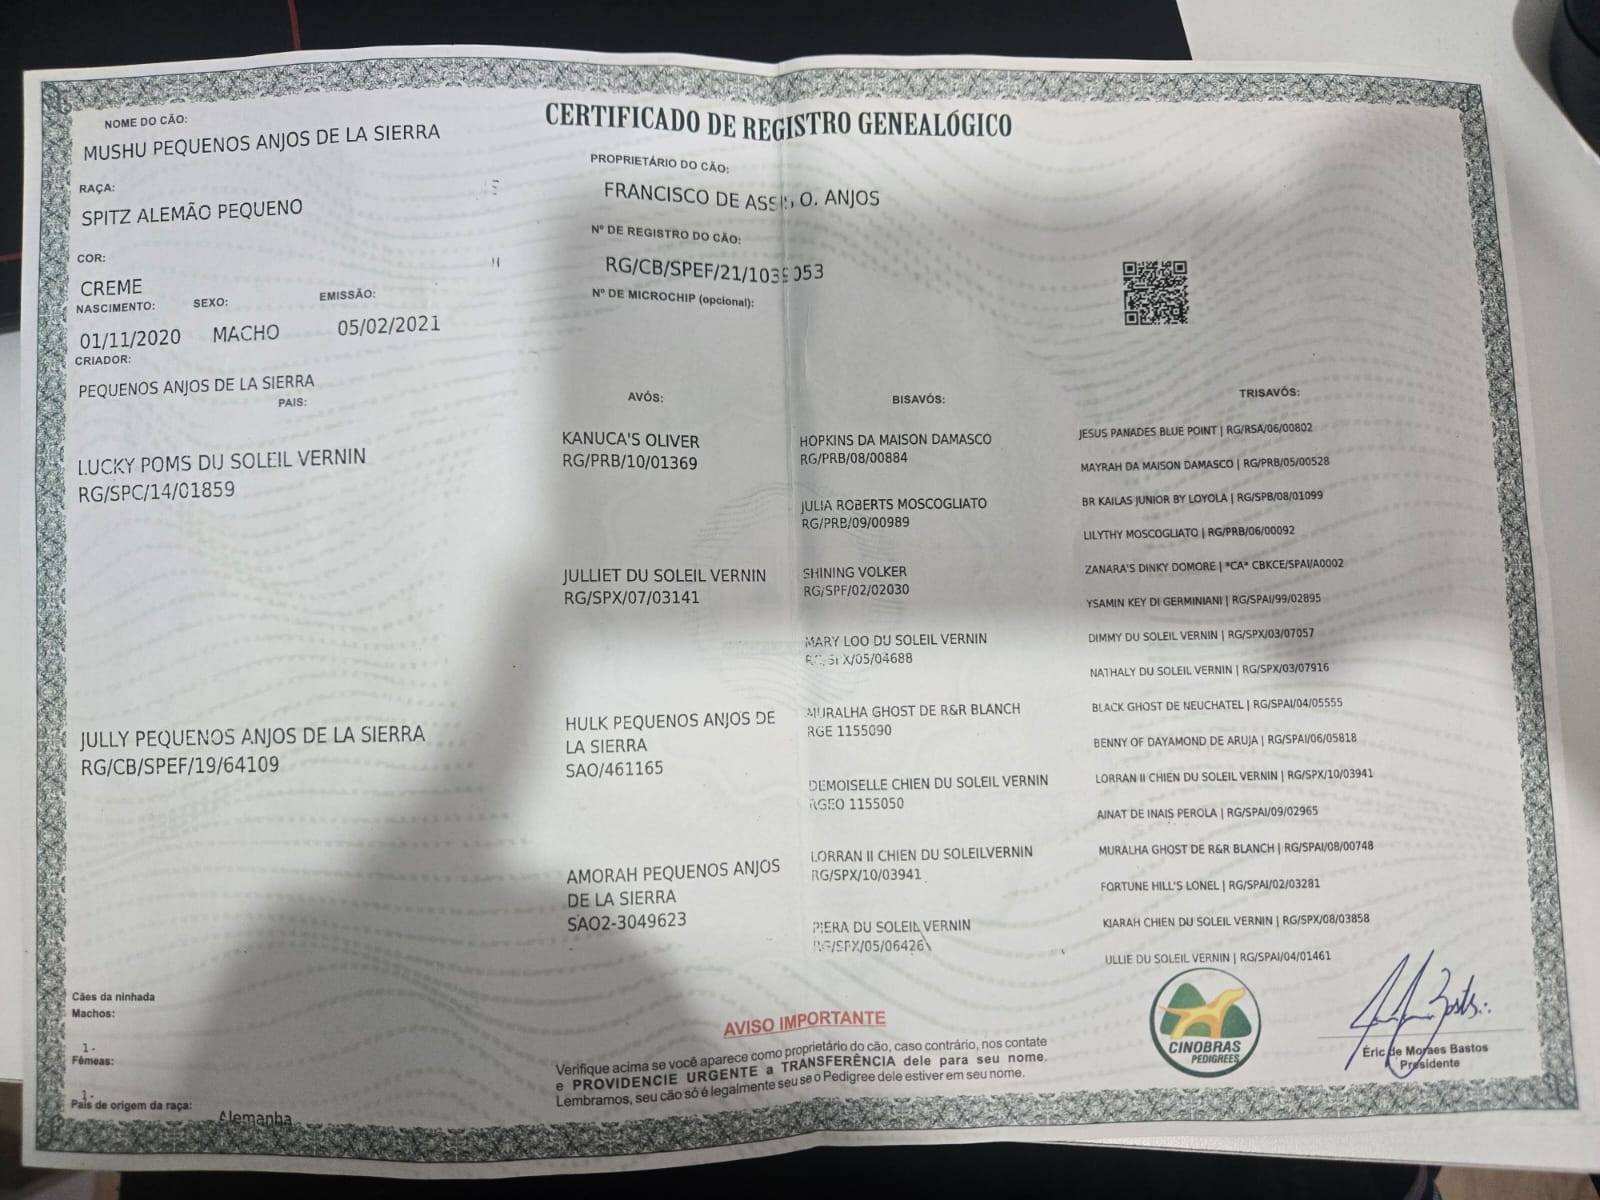 CERTIFICADO DE REGISTRO GENEALÓGICO
NOME DO CÃO:
MUSHU PEQUENOS ANJOS DE LA SIERRA
RAÇA:
SPITZ ALEMÃO PEQUENO
COR:
CREME
NASCIMENTO: SEXO: EMISSÃO:
01/11/2020 MACHO 05/02/2021
CRIADOR:
PEQUENOS ANJOS DE LA SIERRA
PROPRIETÁRIO DO CÃO:
FRANCISCO DE ASSIS O. ANJOS
Nº DE REGISTRO DO CÃO:
Nº DE MICROCHIP (opcional):
PAIS:
LUCKY POMS DU SOLEIL VERNIN
RG/SPC/14/01859
JULLY PEQUENOS ANJOS DE LA SIERRA
RG/CB/SPEF/19/64109
AVÓS:
KANUCA'S OLIVER
RG/PRB/10/01369
JULLIET DU SOLEIL VERNIN
RG/SPX/07/03141
HULK PEQUENOS ANJOS DE
LA SIERRA
SAO/461165
AMORAH PEQUENOS ANJOS
DE LA SIERRA
SAO2-3049623
BISAVÓS:
HOPKINS DA MAISON DAMASCO
RG/PRB/08/00884
JULIA ROBERTS MOSCOGLIATO
RG/PRB/09/00989
SHINING VOLKER
RG/SPF/02/02030
MARY LOO DU SOLEIL VERNIN
RG/SPX/05/04688
MURALHA GHOST DE R&R BLANCH
RGE 1155090
DEMOISELLE CHIEN DU SOLEIL VERNIN
RGEO 1155050
LORRAN II CHIEN DU SOLEILVERNIN
RG/SPX/10/03941
PIERA DU SOLEIL VERNIN
RG/SPX/05/06426
TRISAVÓS:
JESUS PANADES BLUE POINT | RG/RSA/06/00802
MAYRAH DA MAISON DAMASCO | RG/PRB/05/00528
BR KAILAS JUNIOR BY LOYOLA | RG/SPB/08/01099
LILYTHY MOSCOGLIATO | RG/PRB/06/00092
ZANARA'S DINKY DOMORE | *CA* CBKCE/SPAI/A0002
YSAMIN KEY DI GERMINIANI | RG/SPAI/99/02895
DIMMY DU SOLEIL VERNIN | RG/SPX/03/07057
NATHALY DU SOLEIL VERNIN | RG/SPX/03/07916
BLACK GHOST DE NEUCHATEL | RG/SPAI/04/05555
BENNY OF DAYAMOND DE ARUJA | RG/SPAI/06/05818
LORRAN II CHIEN DU SOLEIL VERNIN | RG/SPX/10/03941
AINAT DE INAIS PEROLA | RG/SPAI/09/02965
MURALHA GHOST DE R&R BLANCH | RG/SPAI/08/00748
FORTUNE HILL'S LONEL | RG/SPAI/02/03281
KIARAH CHIEN DU SOLEIL VERNIN | RG/SPX/08/03858
ULLIE DU SOLEIL VERNIN | RG/SPAI/04/01461
Cães da ninhada
Machos:
1 -
Fêmeas:
1 -
País de origem da raça: Alemanha
AVISO IMPORTANTE
Verifique acima se você aparece como proprietário do cão, caso contrário, nos contate
e PROVIDENCIE URGENTE a TRANSFERÊNCIA dele para seu nome.
Lembramos, seu cão só é legalmente seu se o Pedigree dele estiver em seu nome.
CINOBRAS
PEDIGREES
Éric de Moraes Bastos
Presidente